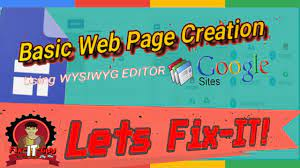 Basic Web Page Creation
Using WYSIWYG EDITOR
Google
Sites
Lets Fix-IT!